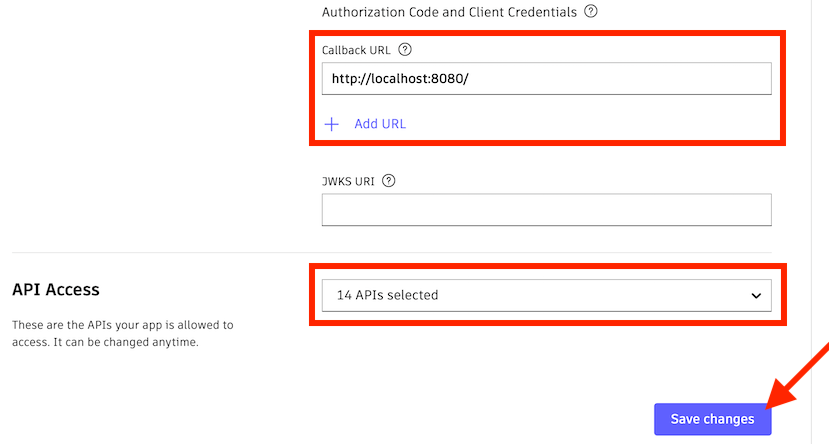 Authorization Code and Client Credentials ?
Callback URL ?
http://localhost:8080/
+ Add URL
JWKS URI ?
API Access
14 APIs selected
These are the APIs your app is allowed to
access. It can be changed anytime.
Save changes